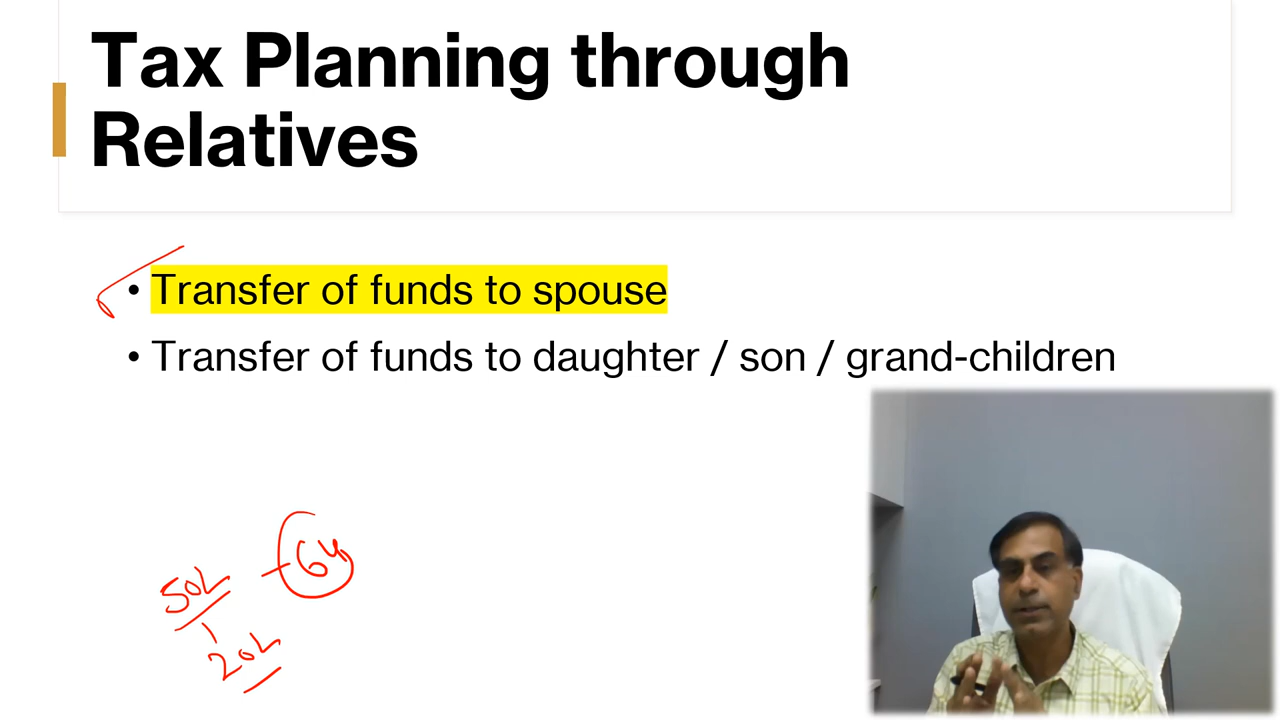 Tax Planning through
Relatives
• Transfer of funds to spouse
• Transfer of funds to daughter / son / grand-children
64
50L
20L